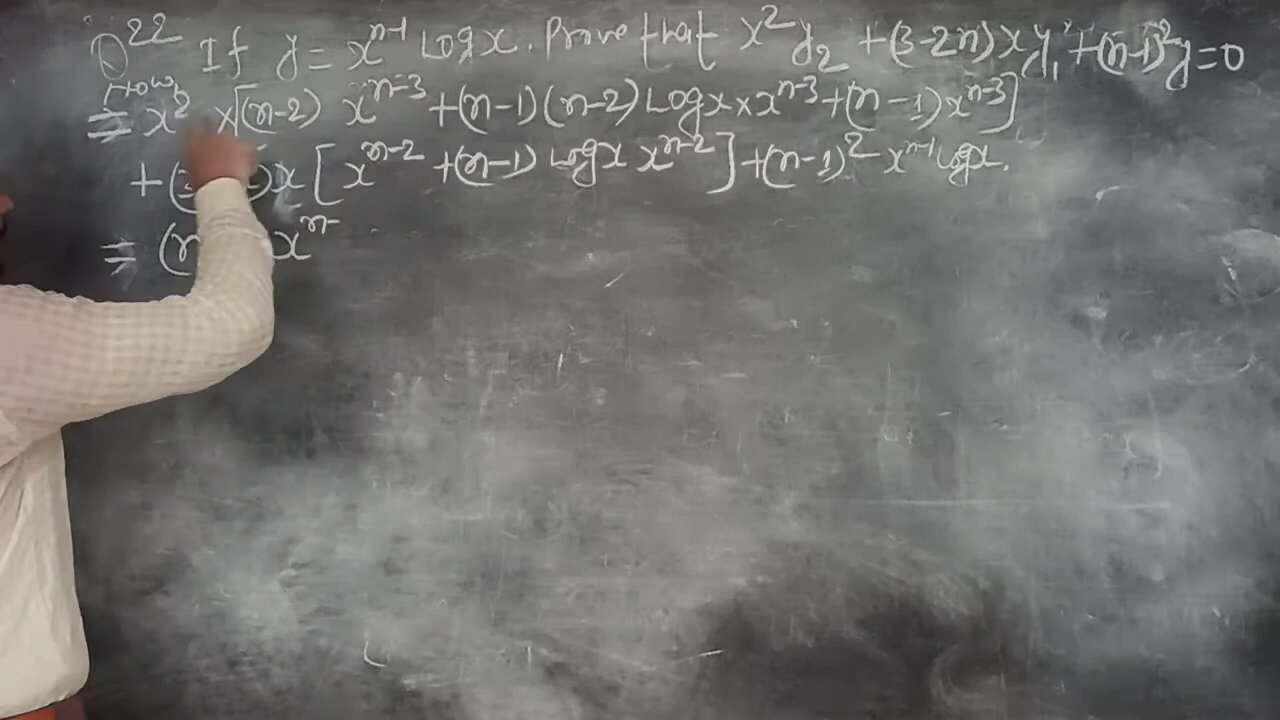 Q22 If y = x^{n-1} Log x. Prove that x^2 y_2 + (3-2n) x y_1 + (n-1)^2 y = 0
Now,
= x^2 × [(n-2) x^{n-3} + (n-1)(n-2) Log x × x^{n-3} + (n-1) x^{n-3}]
+ ( ) x [x^{n-2} + (n-1) Log x x^{n-2}] + (n-1)^2 x^{n-1} log x.
= (n x^{n-